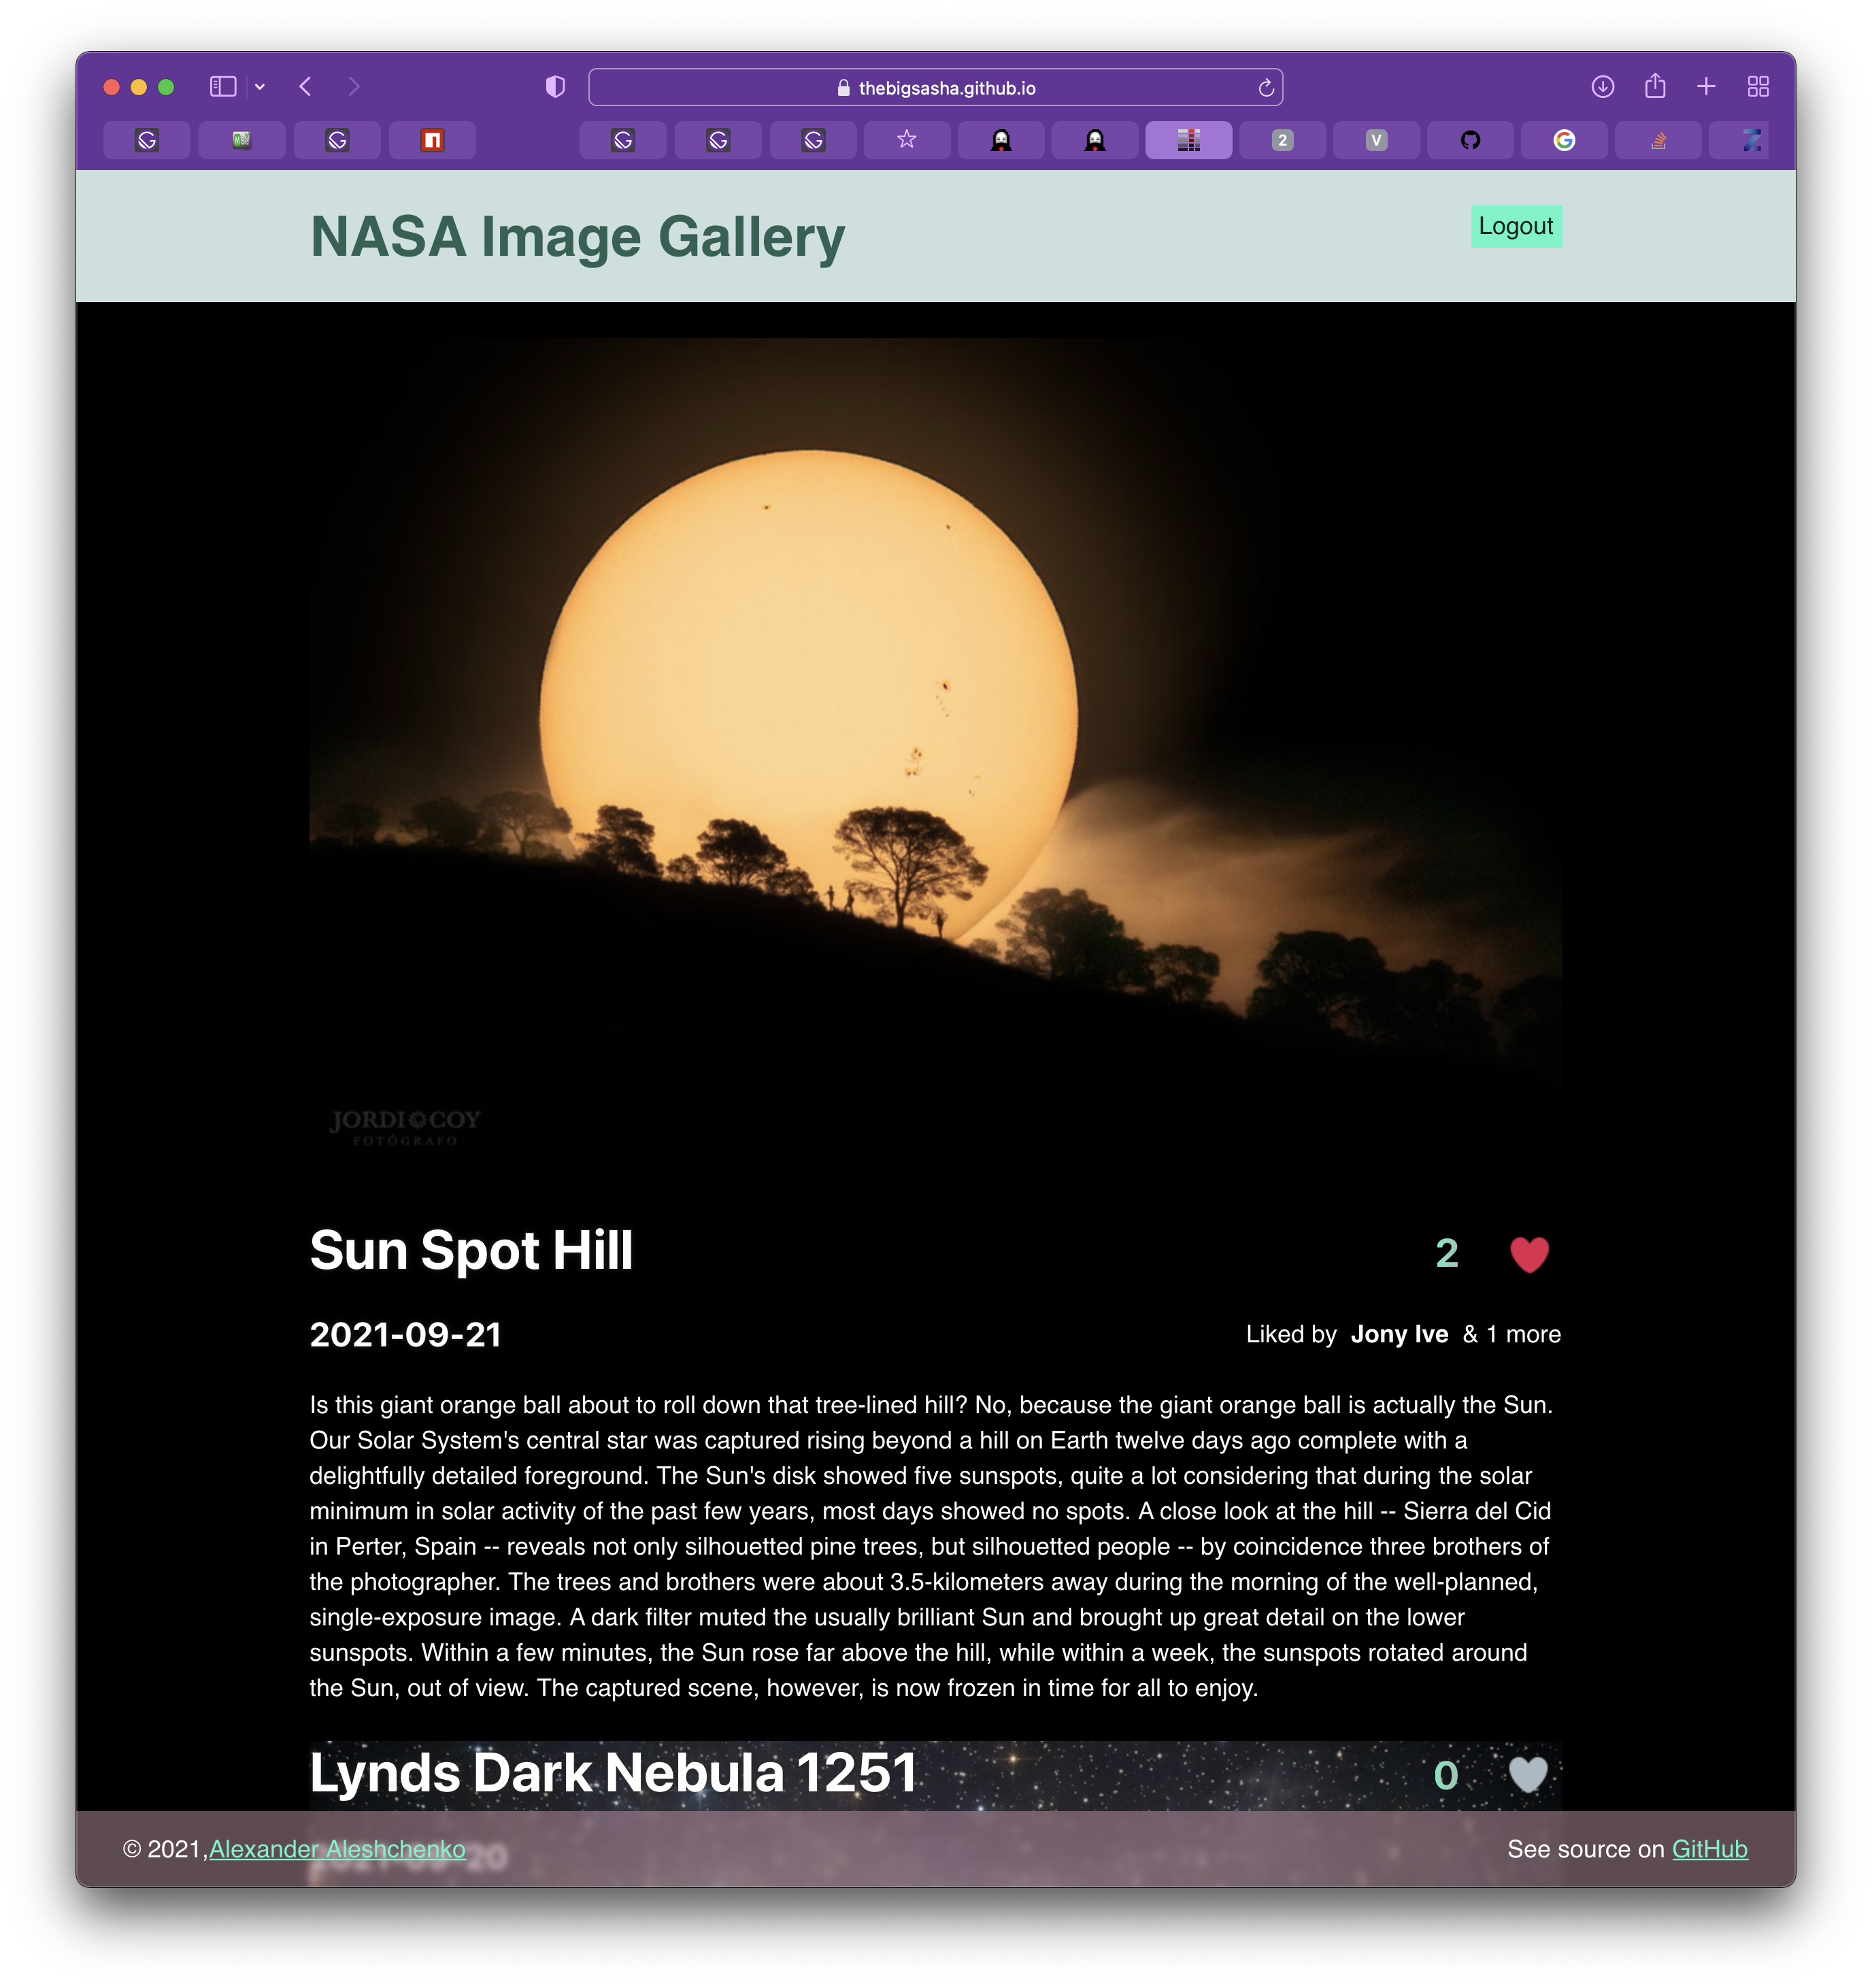 thebigsasha.github.io
2
V
NASA Image Gallery
Logout
JORDI COY
FOTÓGRAFO
Sun Spot Hill
2
2021-09-21
Liked by Jony Ive & 1 more
Is this giant orange ball about to roll down that tree-lined hill? No, because the giant orange ball is actually the Sun.
Our Solar System's central star was captured rising beyond a hill on Earth twelve days ago complete with a
delightfully detailed foreground. The Sun's disk showed five sunspots, quite a lot considering that during the solar
minimum in solar activity of the past few years, most days showed no spots. A close look at the hill -- Sierra del Cid
in Perter, Spain -- reveals not only silhouetted pine trees, but silhouetted people -- by coincidence three brothers of
the photographer. The trees and brothers were about 3.5-kilometers away during the morning of the well-planned,
single-exposure image. A dark filter muted the usually brilliant Sun and brought up great detail on the lower
sunspots. Within a few minutes, the Sun rose far above the hill, while within a week, the sunspots rotated around
the Sun, out of view. The captured scene, however, is now frozen in time for all to enjoy.
Lynds Dark Nebula 1251
0
2021-09-20
© 2021,Alexander Aleshchenko
See source on GitHub